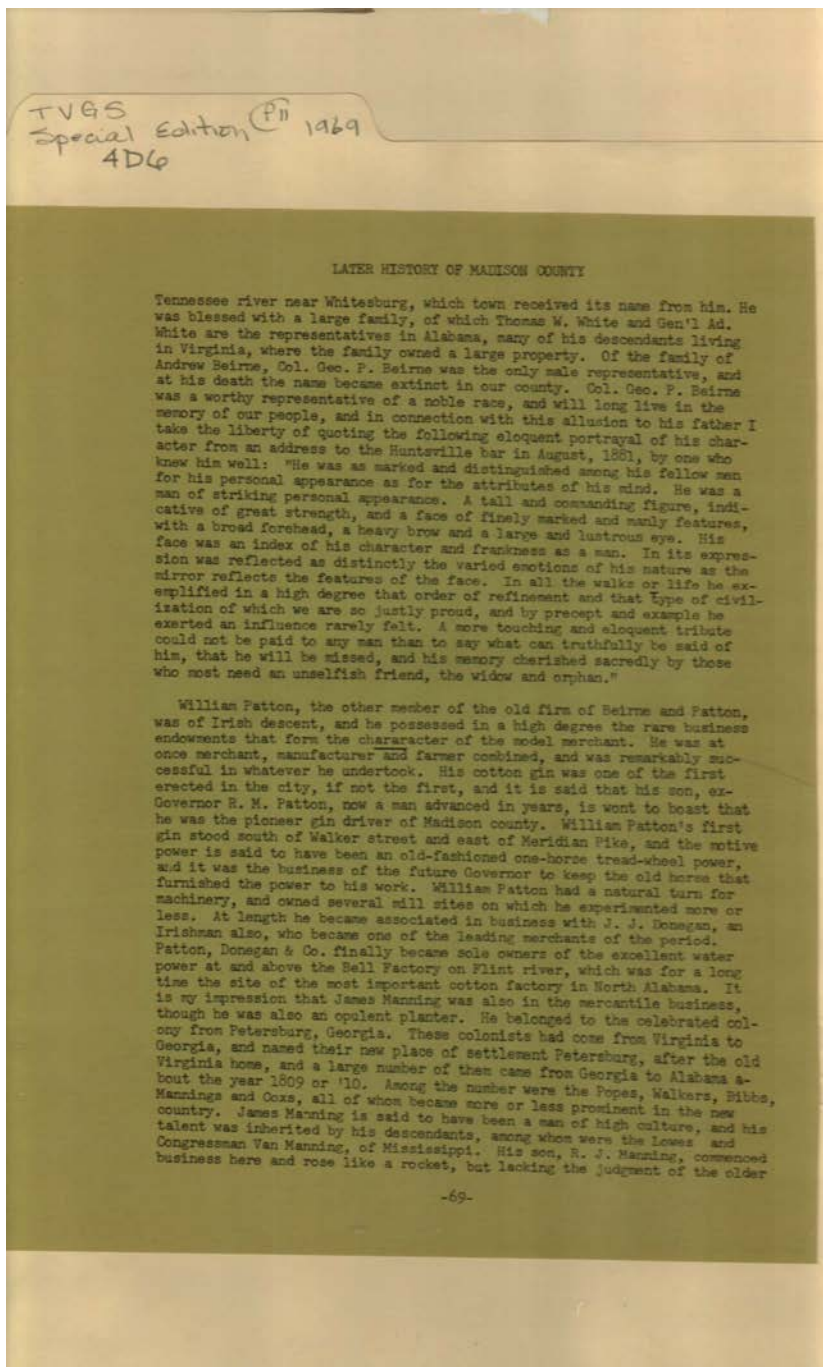 TVGS
Special Edition P11 1969
4D6
LATER HISTORY OF MADISON COUNTY
Tennessee river near Whitesburg, which town received its name from him. He
was blessed with a large family, of which Thomas W. White and Gen'l Ad.
White are the representatives in Alabama, many of his descendants living
in Virginia, where the family owned a large property. Of the family of
Andrew Beirne, Col. Geo. P. Beirne was the only male representative, and
at his death the name became extinct in our county. Col. Geo. P. Beirne
was a worthy representative of a noble race, and will long live in the
memory of our people, and in connection with this allusion to his father I
take the liberty of quoting the following eloquent portrayal of his char-
acter from an address to the Huntsville bar in August, 1881, by one who
knew him well: "He was as marked and distinguished among his fellow men
for his personal appearance as for the attributes of his mind. He was a
man of striking personal appearance. A tall and commanding figure, indi-
cative of great strength, and a face of finely marked and manly features,
with a broad forehead, a heavy brow and a large and lustrous eye. His
face was an index of his character and frankness as a man. In its expres-
sion was reflected as distinctly the varied emotions of his nature as the
mirror reflects the features of the face. In all the walks or life he ex-
emplified in a high degree that order of refinement and that type of civil-
ization of which we are so justly proud, and by precept and example he
exerted an influence rarely felt. A more touching and eloquent tribute
could not be paid to any man than to say what can truthfully be said of
him, that he will be missed, and his memory cherished sacredly by those
who most need an unselfish friend, the widow and orphan."
William Patton, the other member of the old firm of Beirne and Patton,
was of Irish descent, and he possessed in a high degree the rare business
endowments that form the chararacter of the model merchant. He was at
once merchant, manufacturer and farmer combined, and was remarkably suc-
cessful in whatever he undertook. His cotton gin was one of the first
erected in the city, if not the first, and it is said that his son, ex-
Governor R. M. Patton, now a man advanced in years, is wont to boast that
he was the pioneer gin driver of Madison county. William Patton's first
gin stood south of Walker street and east of Meridian Pike, and the motive
power is said to have been an old-fashioned one-horse tread-wheel power,
and it was the business of the future Governor to keep the old horse that
furnished the power to his work. William Patton had a natural turn for
machinery, and owned several mill sites on which he experimented more or
less. At length he became associated in business with J. J. Donegan, an
Irishman also, who became one of the leading merchants of the period.
Patton, Donegan & Co. finally became sole owners of the excellent water
power at and above the Bell Factory on Flint river, which was for a long
time the site of the most important cotton factory in North Alabama. It
is my impression that James Manning was also in the mercantile business,
though he was also an opulent planter. He belonged to the celebrated col-
ony from Petersburg, Georgia. These colonists had come from Virginia to
Georgia, and named their new place of settlement Petersburg, after the old
Virginia home, and a large number of them came from Georgia to Alabama a-
bout the year 1809 or '10. Among the number were the Popes, Walkers, Bibbs,
Mannings and Coxs, all of whom became more or less prominent in the new
country. James Manning is said to have been a man of high culture, and his
talent was inherited by his descendants, among whom were the Lowes and
Congressman Van Manning, of Mississippi. His son, R. J. Manning, commenced
business here and rose like a rocket, but lacking the judgment of the older
-69-